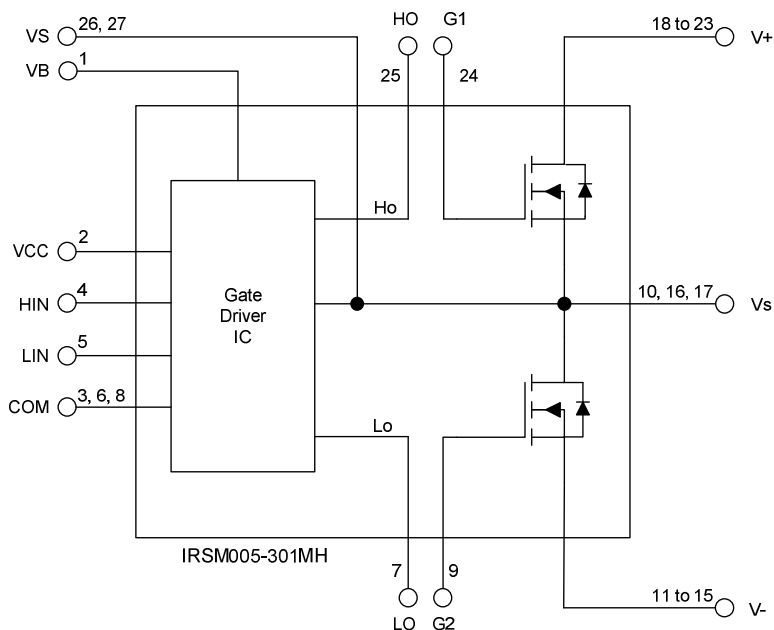 HO G1
VS 26, 27
18 to 23 V+
VB 1
25 24
Ho
VCC 2
HIN 4
Gate
Driver
IC
10, 16, 17 Vs
LIN 5
COM 3, 6, 8
Lo
IRSM005-301MH
7 9
LO G2
11 to 15 V-